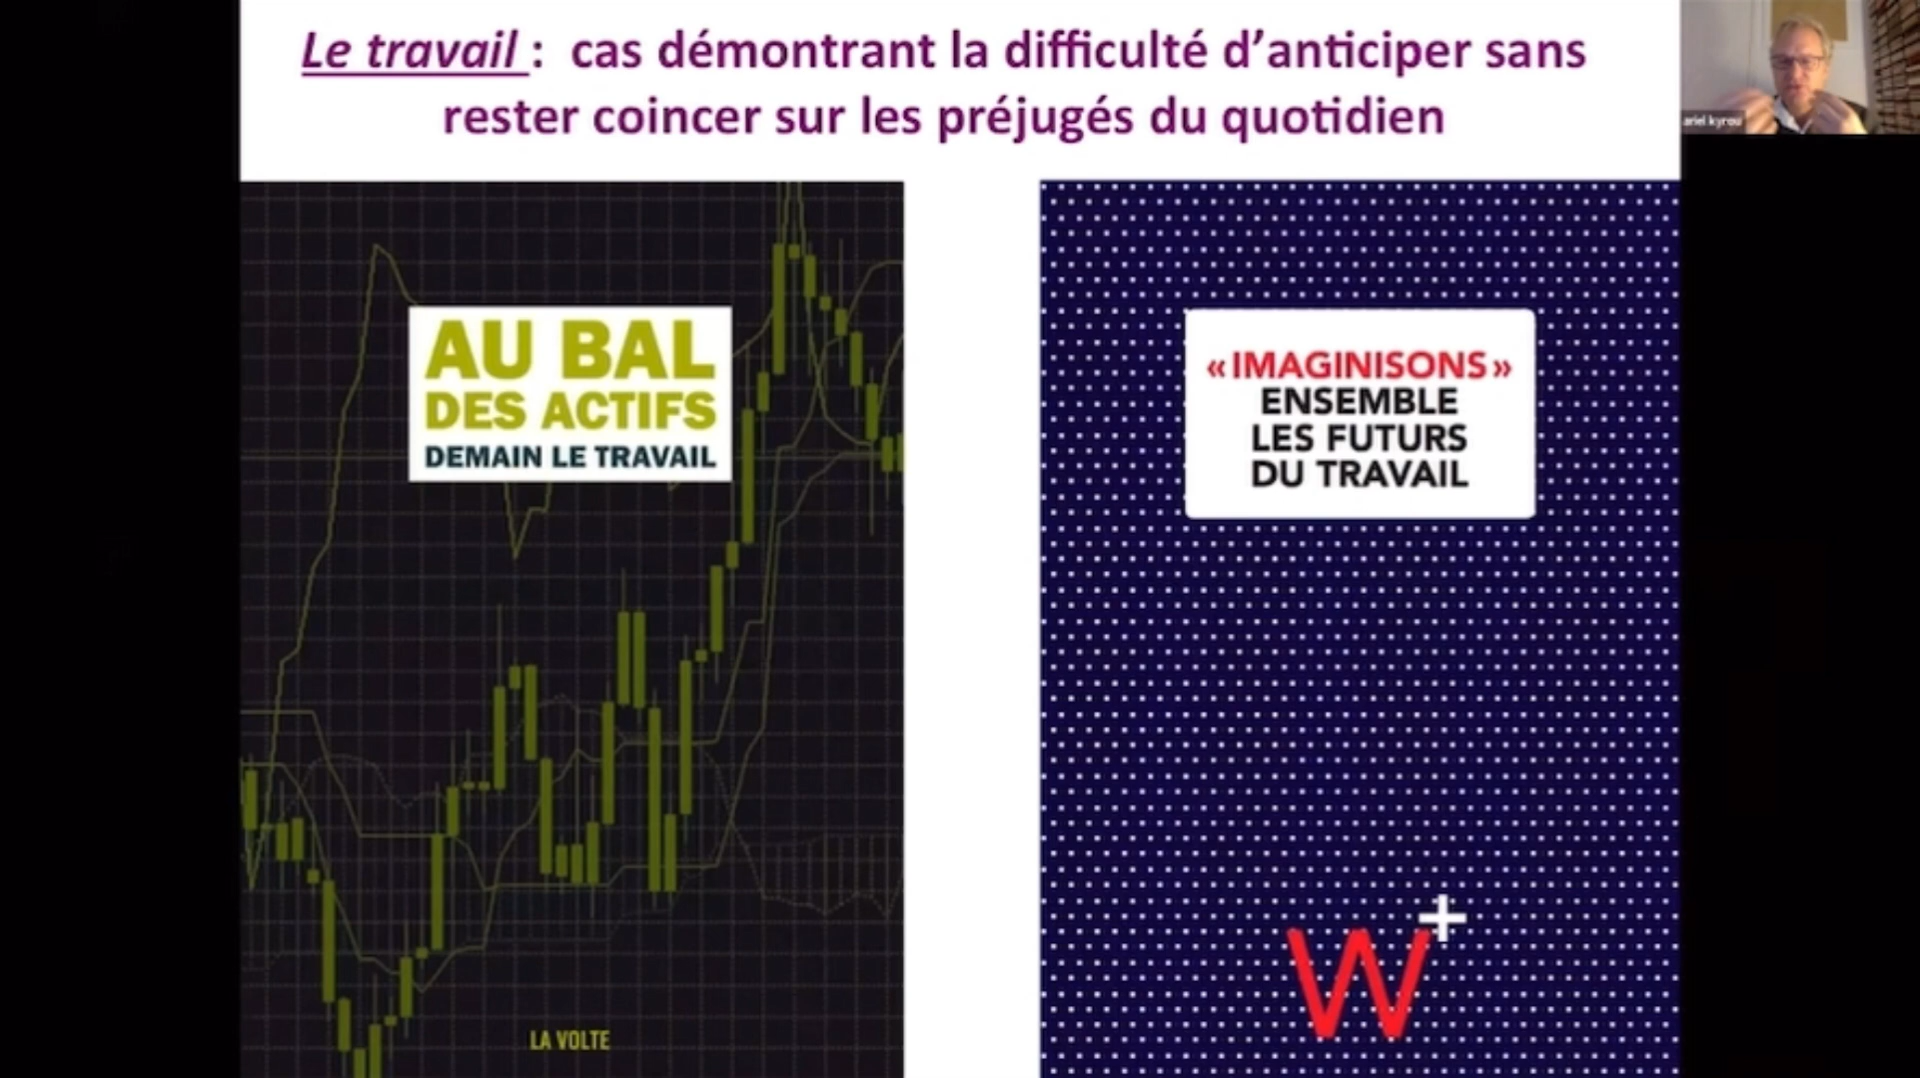 Le travail : cas démontrant la difficulté d’anticiper sans
rester coincer sur les préjugés du quotidien
ariel kyrou
AU BAL
DES ACTIFS
DEMAIN LE TRAVAIL
LA VOLTE
« IMAGINISONS »
ENSEMBLE
LES FUTURS
DU TRAVAIL
W+